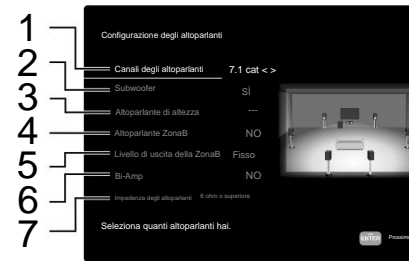 1
Configurazione degli altoparlanti
Canali degli altoparlanti 7.1 cat < >
2
Subwoofer SÌ
3
Altoparlante di altezza ---
4
Altoparlante ZonaB NO
5
Livello di uscita della ZonaB Fisso
6
Bi-Amp NO
7
Impedenza degli altoparlanti 6 ohm o superiore
Seleziona quanti altoparlanti hai.
ENTER Prossimo